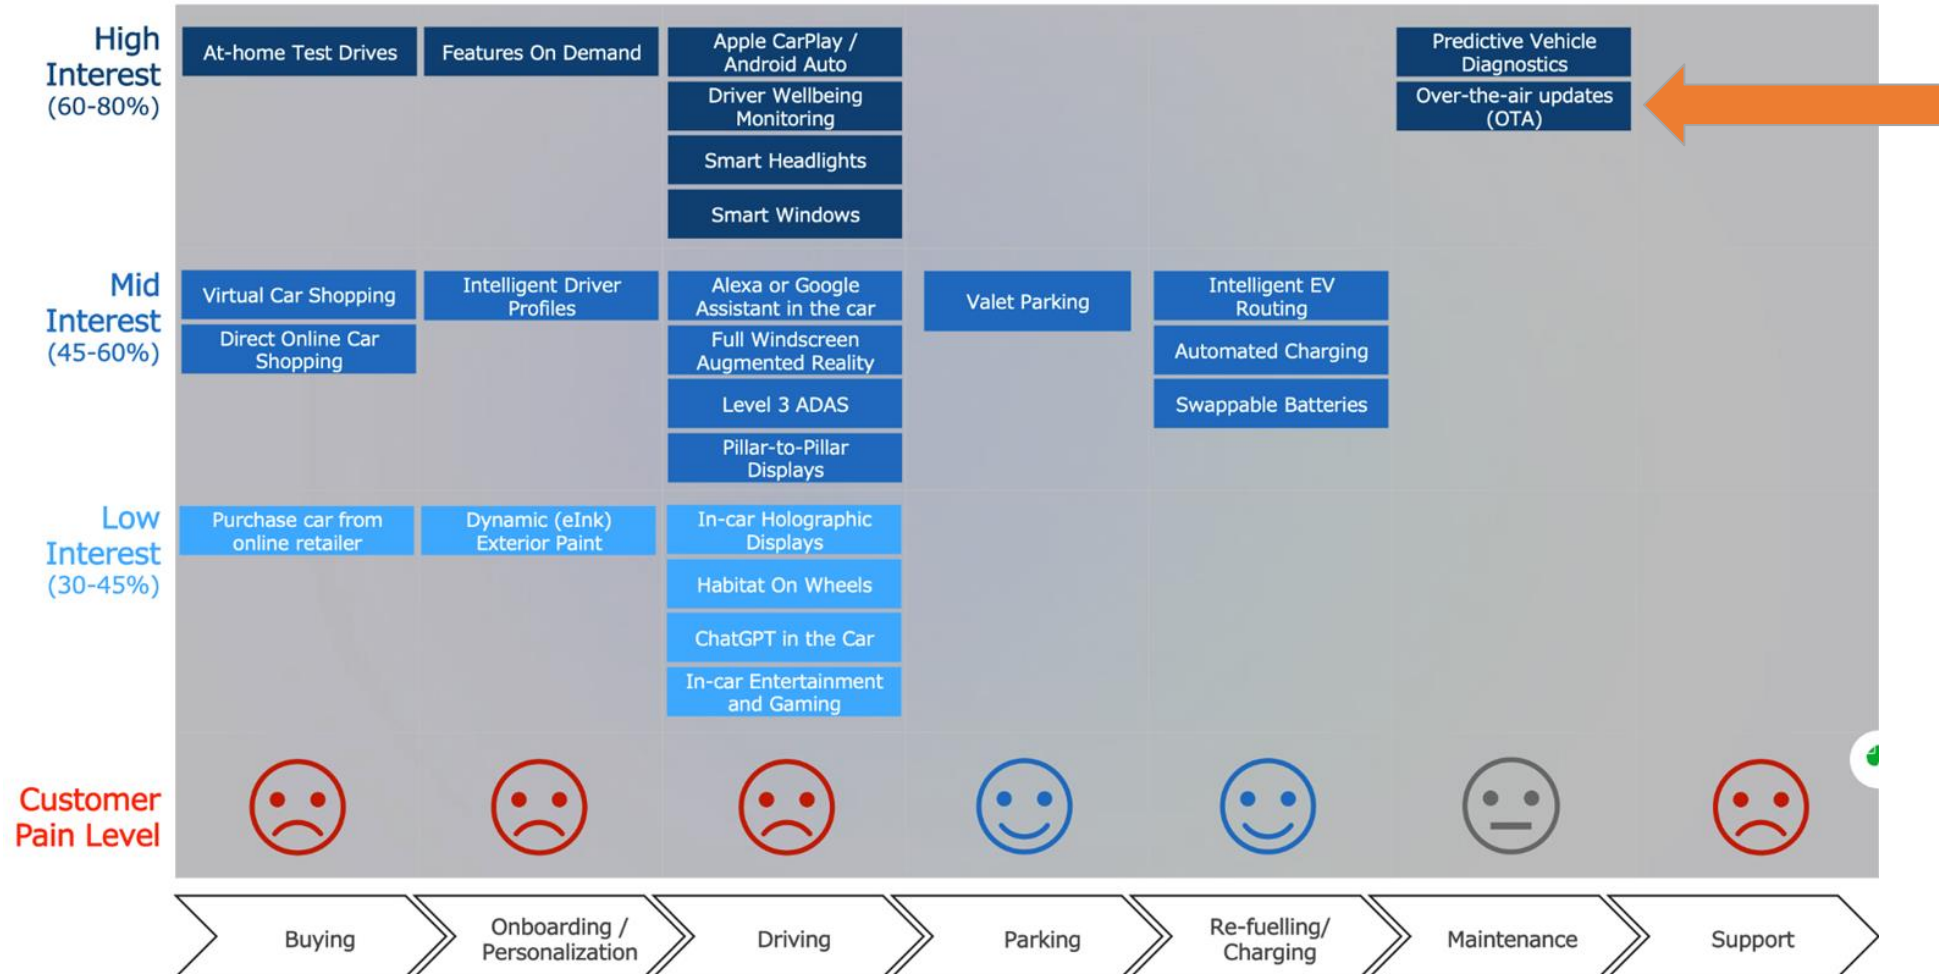 High
Interest
(60-80%)
At-home Test Drives
Features On Demand
Apple CarPlay /
Android Auto
Driver Wellbeing
Monitoring
Smart Headlights
Smart Windows
Predictive Vehicle
Diagnostics
Over-the-air updates
(OTA)
Mid
Interest
(45-60%)
Virtual Car Shopping
Direct Online Car
Shopping
Intelligent Driver
Profiles
Alexa or Google
Assistant in the car
Full Windscreen
Augmented Reality
Level 3 ADAS
Pillar-to-Pillar
Displays
Valet Parking
Intelligent EV
Routing
Automated Charging
Swappable Batteries
Low
Interest
(30-45%)
Purchase car from
online retailer
Dynamic (eInk)
Exterior Paint
In-car Holographic
Displays
Habitat On Wheels
ChatGPT in the Car
In-car Entertainment
and Gaming
Customer
Pain Level
Buying
Onboarding /
Personalization
Driving
Parking
Re-fuelling/
Charging
Maintenance
Support